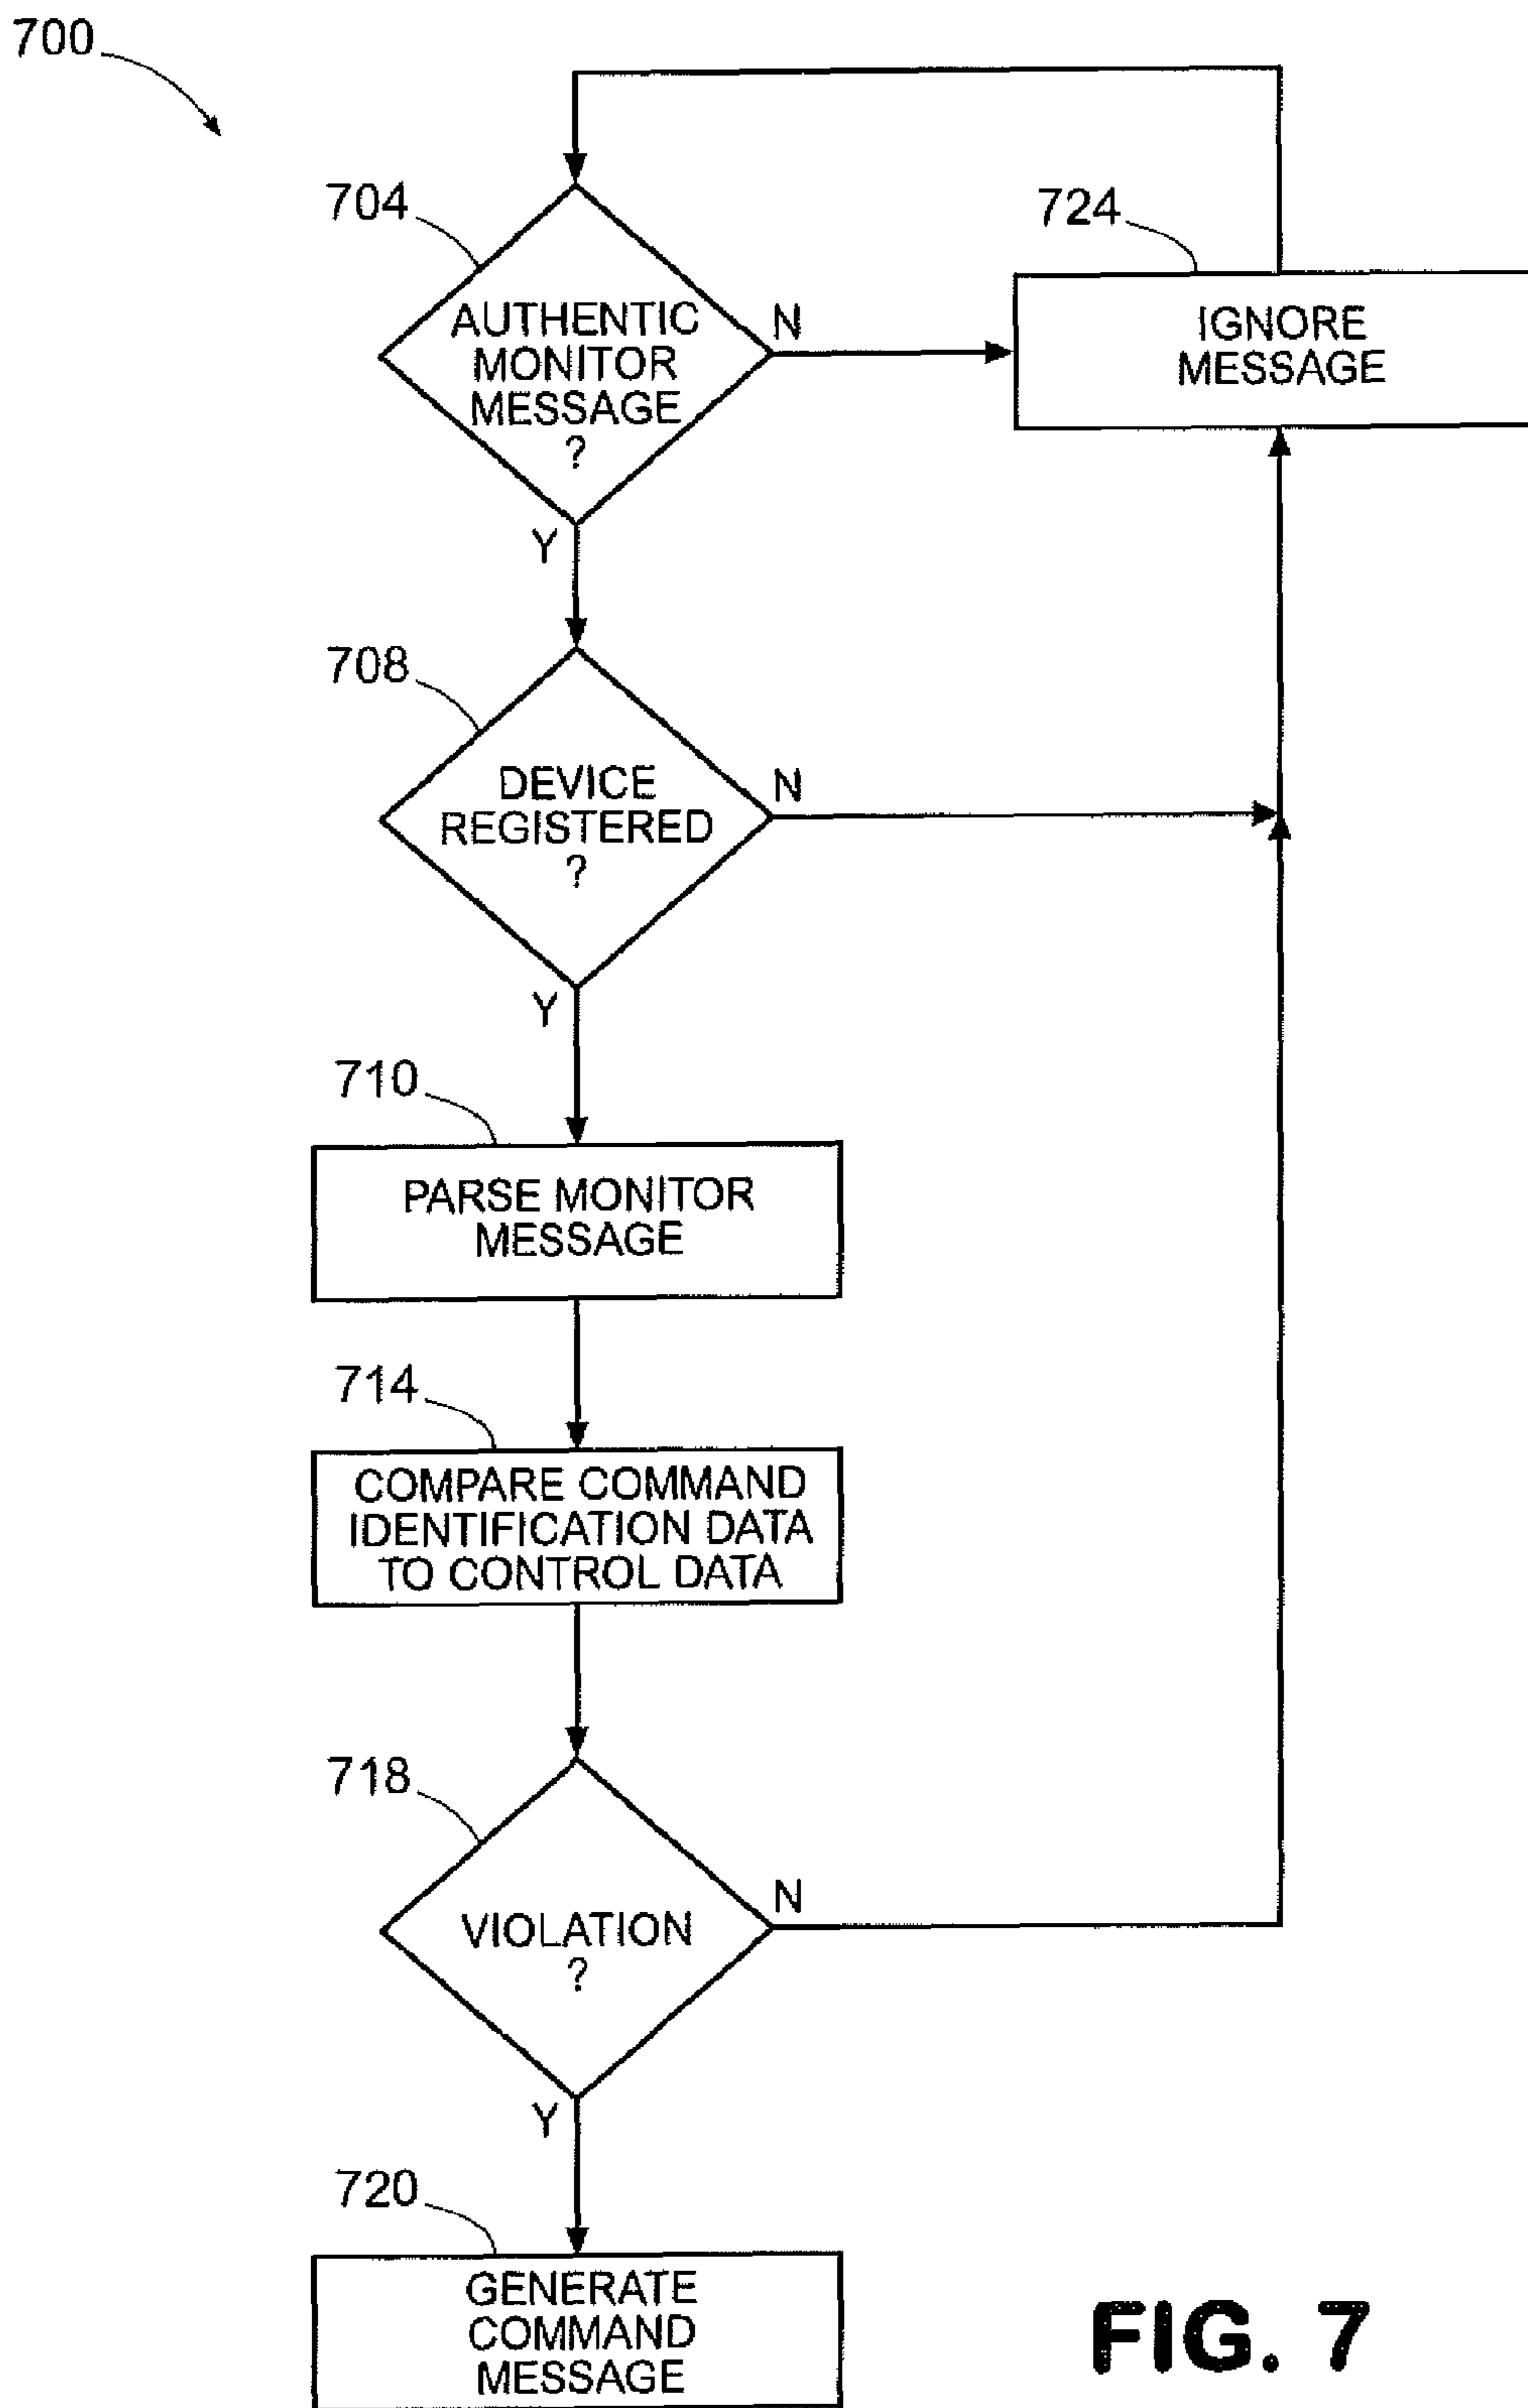 700
704
AUTHENTIC
MONITOR
MESSAGE
?
N
Y
724
IGNORE
MESSAGE
708
DEVICE
REGISTERED
?
N
Y
710
PARSE MONITOR
MESSAGE
714
COMPARE COMMAND
IDENTIFICATION DATA
TO CONTROL DATA
718
VIOLATION
?
N
Y
720
GENERATE
COMMAND
MESSAGE
FIG. 7